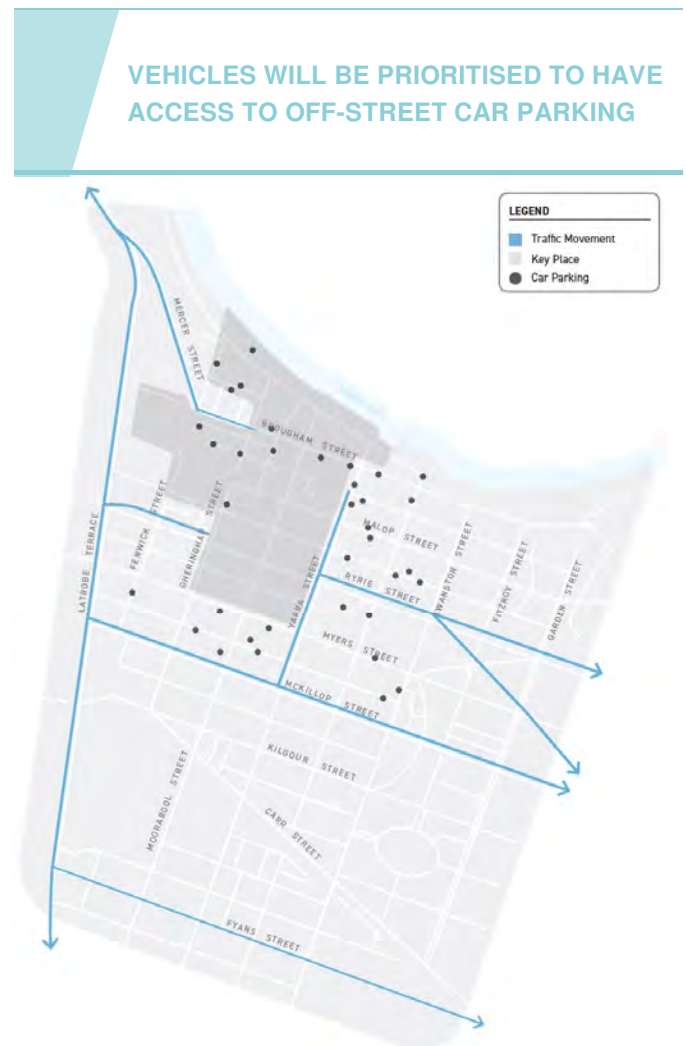 VEHICLES WILL BE PRIORITISED TO HAVE
ACCESS TO OFF-STREET CAR PARKING
LEGEND
Traffic Movement
Key Place
Car Parking
MERCER STREET
BROUGHAM STREET
MALOP STREET
FENWICK STREET
GHERINGHAP STREET
LATROBE TERRACE
YARRA STREET
RYRIE STREET
SWANSTON STREET
FITZROY STREET
GARDEN STREET
MYERS STREET
MCKILLOP STREET
KILGOUR STREET
MOORABOOL STREET
CARR STREET
FYANS STREET